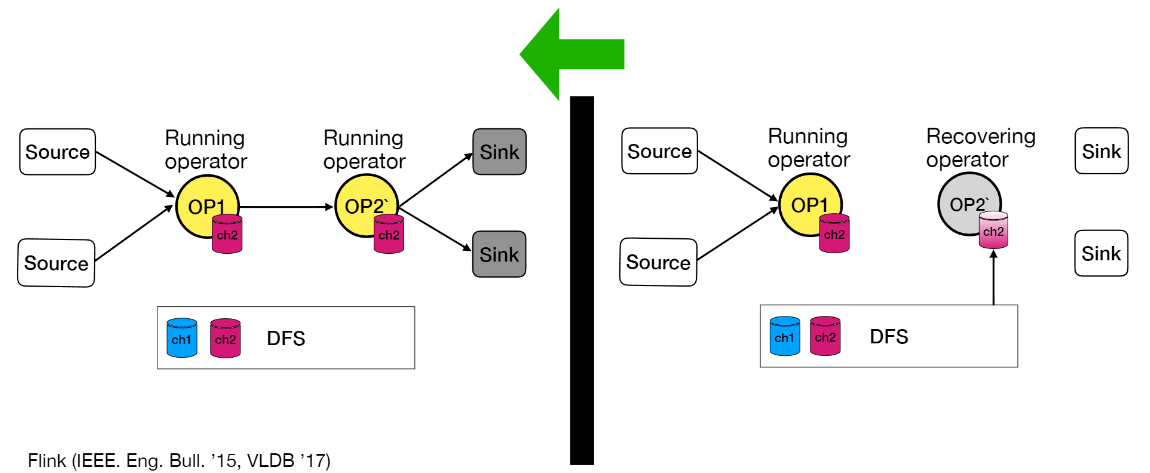 Running
operator
Running
operator
Source
OP1
ch2
OP2`
ch2
Sink
Source
Sink
ch1
ch2
DFS
Running
operator
Recovering
operator
Source
OP1
ch2
OP2`
ch2
Sink
Source
Sink
ch1
ch2
DFS
Flink (IEEE. Eng. Bull. ’15, VLDB ’17)